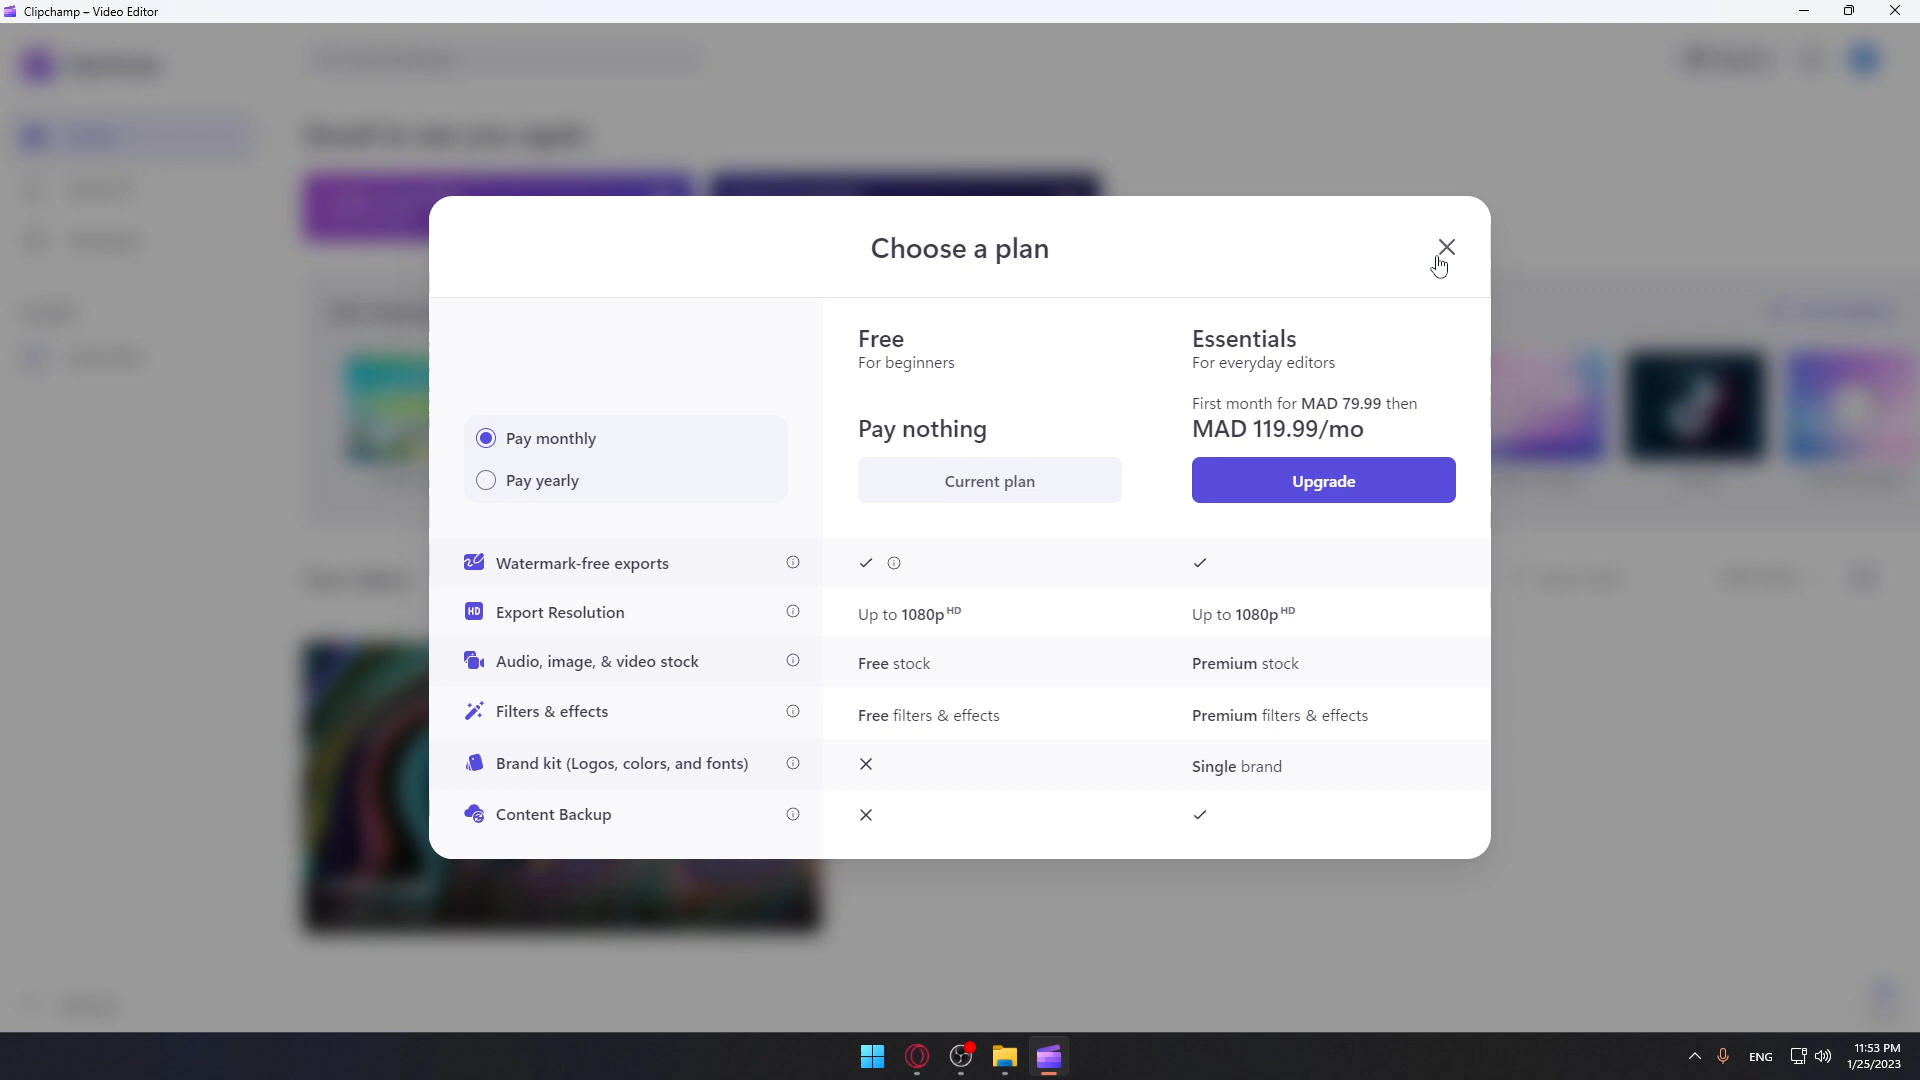 Clipchamp – Video Editor
Choose a plan
Free
For beginners
Essentials
For everyday editors
First month for MAD 79.99 then
Pay monthly
Pay yearly
Pay nothing
MAD 119.99/mo
Current plan
Upgrade
Watermark-free exports
HD Export Resolution Up to 1080p HD Up to 1080p HD
Audio, image, & video stock Free stock Premium stock
Filters & effects Free filters & effects Premium filters & effects
Brand kit (Logos, colors, and fonts) Single brand
Content Backup
ENG
11:53 PM
1/25/2023